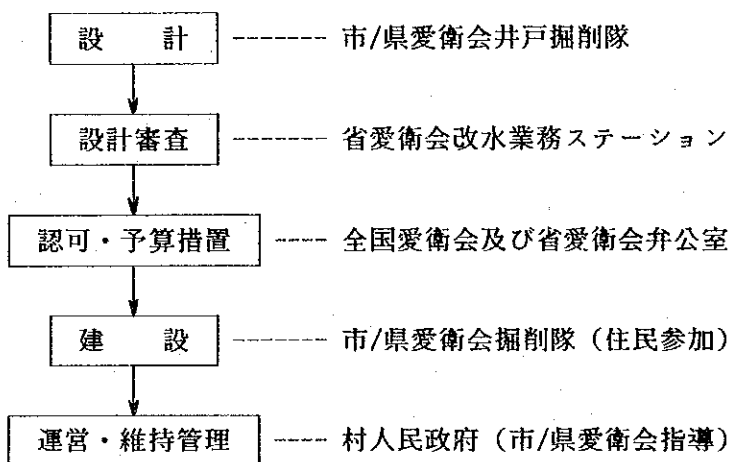 設　計 ------- 市/県愛衛会井戸掘削隊
設計審査 ------- 省愛衛会改水業務ステーション
認可・予算措置 ---- 全国愛衛会及び省愛衛会弁公室
建　設 ------- 市/県愛衛会掘削隊（住民参加）
運営・維持管理 ---- 村人民政府（市/県愛衛会指導）